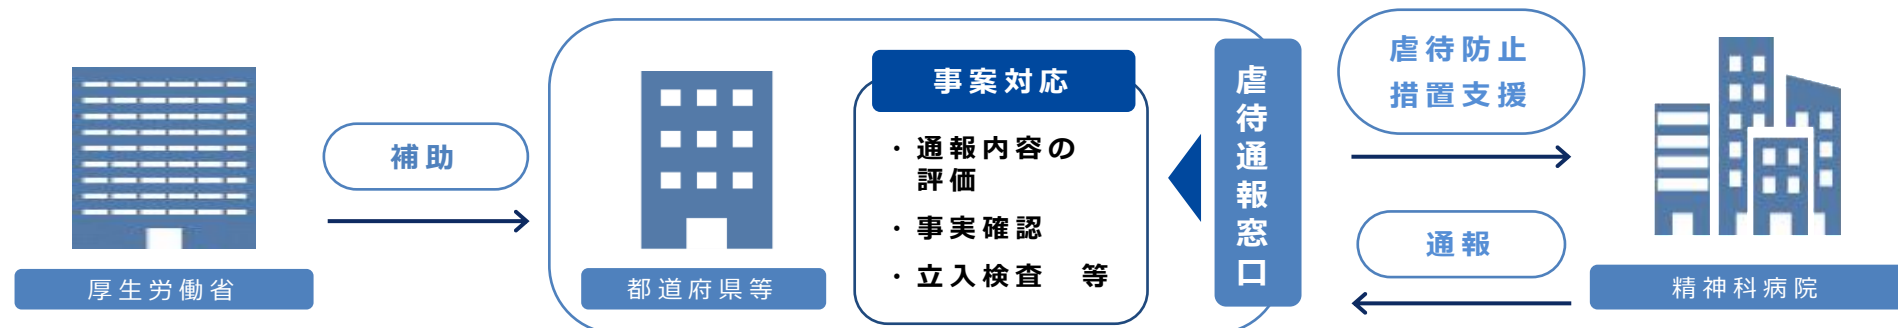 厚生労働省
補助
都道府県等
事案対応
・通報内容の
評価
・事実確認
・立入検査　等
虐待通報窓口
虐待防止
措置支援
通報
精神科病院